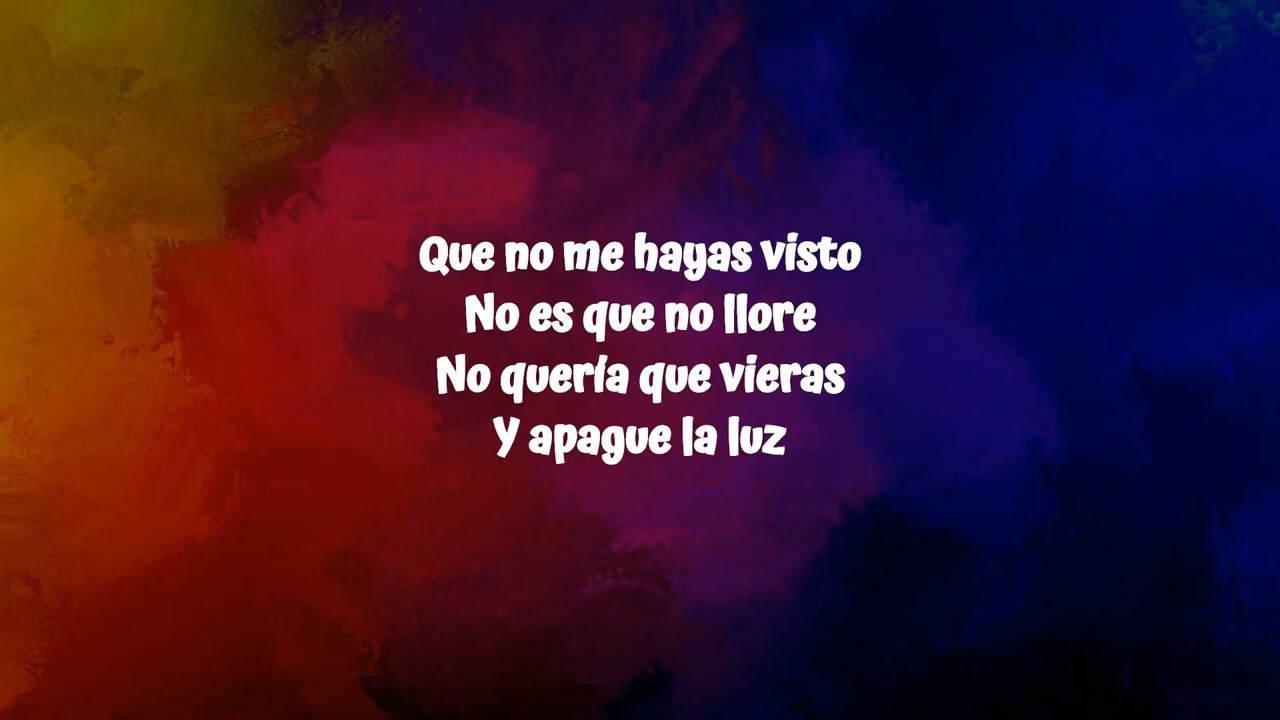 Que no me hayas visto
No es que no llore
No quería que vieras
Y apague la luz